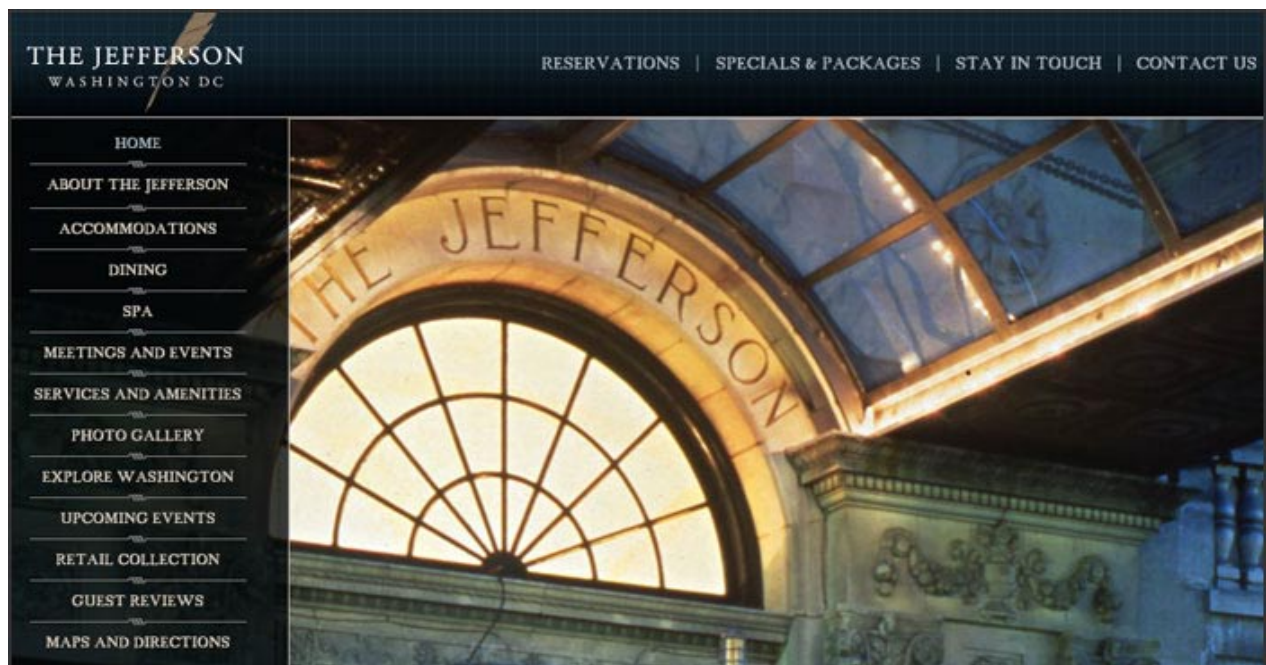 THE JEFFERSON
WASHINGTON DC
RESERVATIONS | SPECIALS & PACKAGES | STAY IN TOUCH | CONTACT US
HOME
ABOUT THE JEFFERSON
ACCOMMODATIONS
DINING
SPA
MEETINGS AND EVENTS
SERVICES AND AMENITIES
PHOTO GALLERY
EXPLORE WASHINGTON
UPCOMING EVENTS
RETAIL COLLECTION
GUEST REVIEWS
MAPS AND DIRECTIONS
THE JEFFERSON